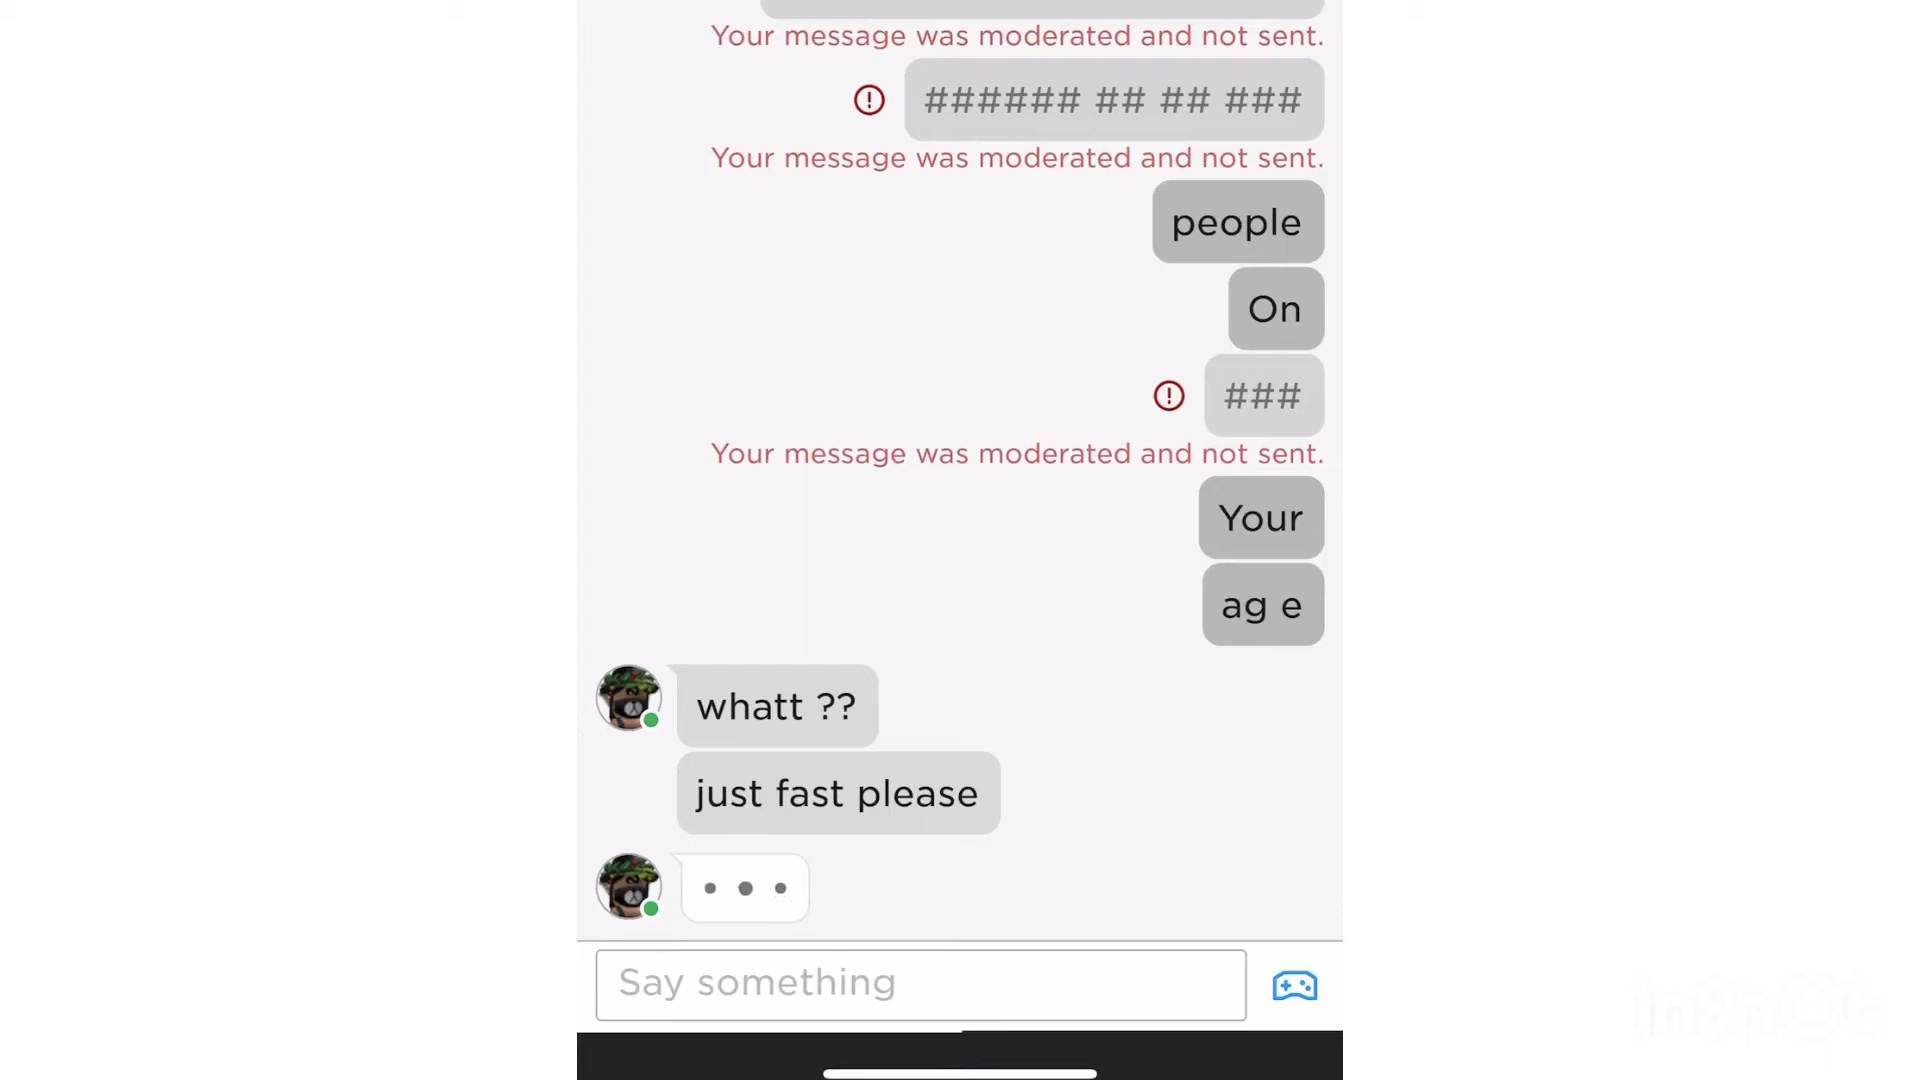 Your message was moderated and not sent.
###### ## ## ###
Your message was moderated and not sent.
people
On
###
Your message was moderated and not sent.
Your
ag e
whatt ??
just fast please
Say something
InShOt